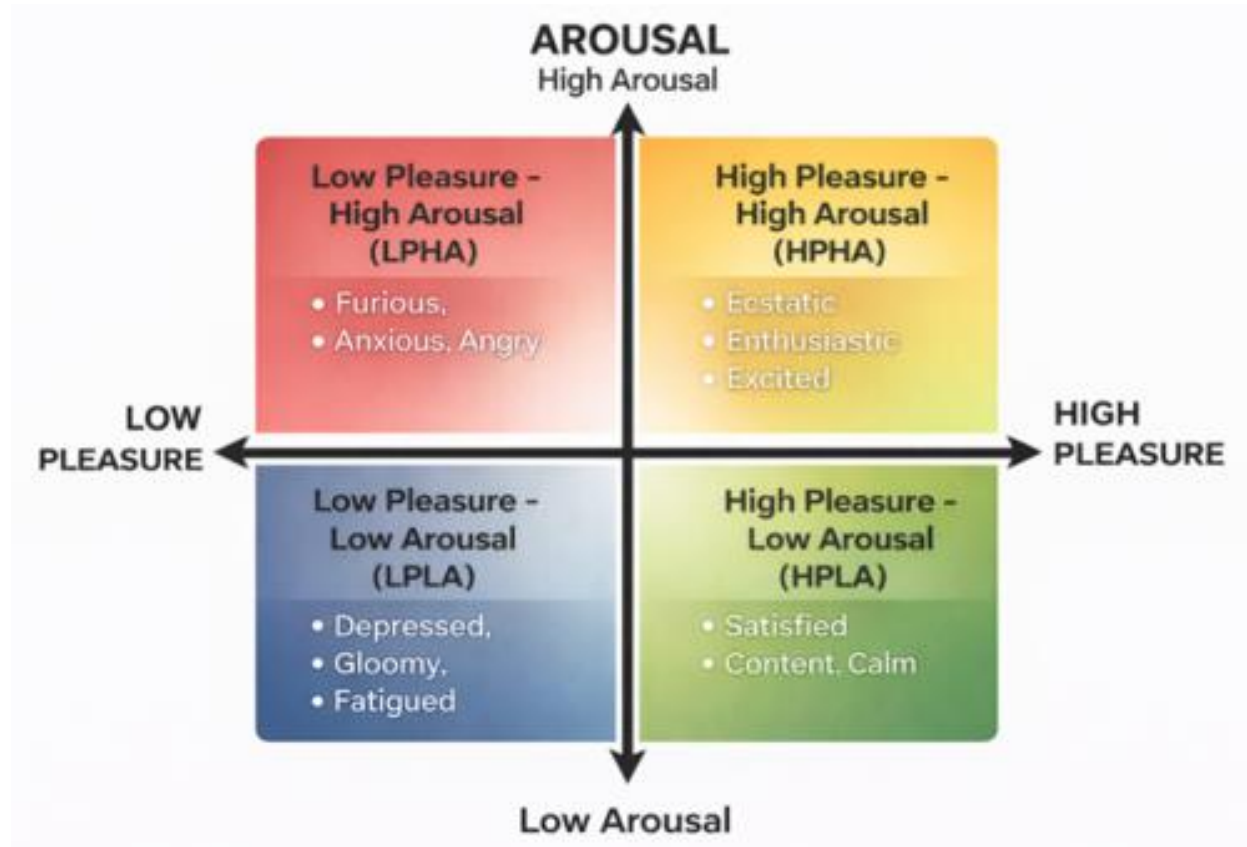 AROUSAL
High Arousal
Low Pleasure -
High Arousal
(LPHA)
• Furious,
• Anxious, Angry
High Pleasure -
High Arousal
(HPHA)
• Ecstatic
• Enthusiastic
• Excited
LOW
PLEASURE
HIGH
PLEASURE
Low Pleasure -
Low Arousal
(LPLA)
• Depressed,
• Gloomy,
• Fatigued
High Pleasure -
Low Arousal
(HPLA)
• Satisfied
• Content, Calm
Low Arousal